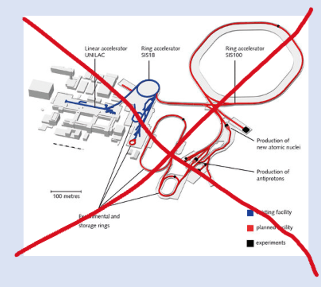 Linear accelerator
UNILAC
Ring accelerator
SIS18
Ring accelerator
SIS100
Production of
new atomic nuclei
Production of
antiprotons
100 metres
Experimental and
storage rings
facility
planned facility
experiments